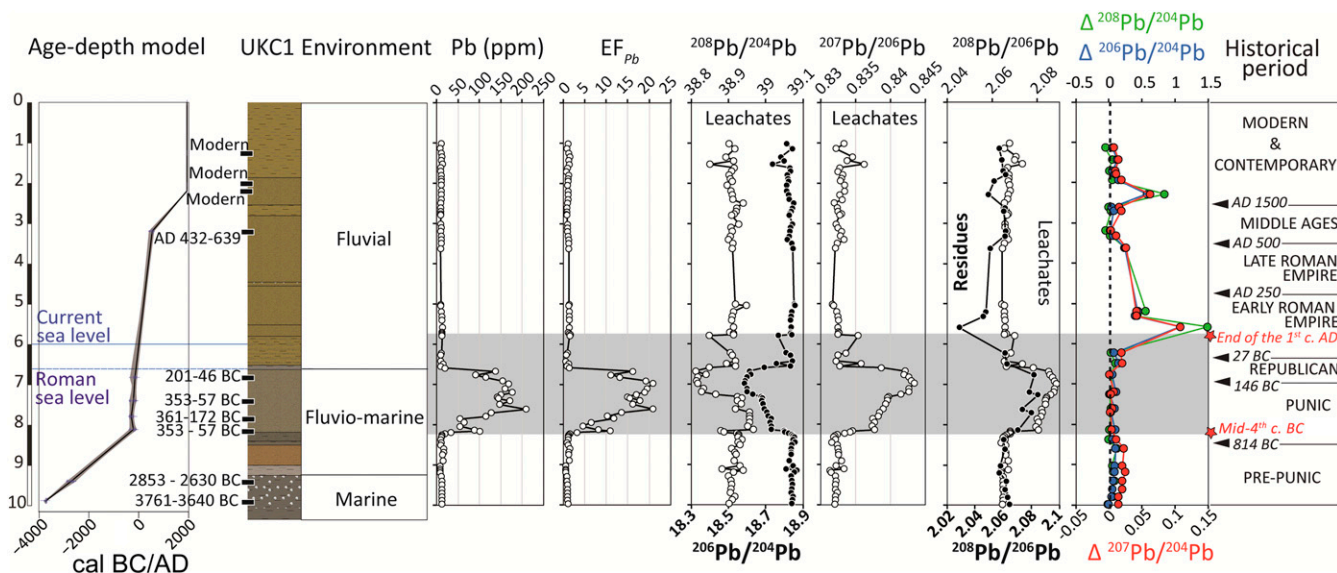 Δ ²⁰⁸Pb/²⁰⁴Pb
Age-depth model UKC1 Environment Pb (ppm) EF_Pb ²⁰⁸Pb/²⁰⁴Pb ²⁰⁷Pb/²⁰⁶Pb ²⁰⁸Pb/²⁰⁶Pb Δ ²⁰⁶Pb/²⁰⁴Pb Historical
period
0 50 100 150 200 250
0 5 10 15 20 25
38.8 38.9 39 39.1
0.83 0.835 0.84 0.845
2.04 2.06 2.08
-0.5 0 0.5 1 1.5
0
1
2
3
4
5
6
7
8
9
10
Modern
Modern
Modern
AD 432-639
Current
sea level
Roman
sea level
201-46 BC
353-57 BC
361-172 BC
353 - 57 BC
2853 - 2630 BC
3761-3640 BC
-4000 -2000 0 2000
cal BC/AD
Fluvial
Fluvio-marine
Marine
Leachates
Leachates
Residues
Leachates
18.3 18.5 18.7 18.9
²⁰⁶Pb/²⁰⁴Pb
2.02 2.04 2.06 2.08 2.1
²⁰⁸Pb/²⁰⁶Pb
-0.05 0 0.05 0.1 0.15
Δ ²⁰⁷Pb/²⁰⁴Pb
MODERN
&
CONTEMPORARY
AD 1500
MIDDLE AGES
AD 500
LATE ROMAN
EMPIRE
AD 250
EARLY ROMAN
EMPIRE
End of the 1ˢᵗ c. AD
27 BC
REPUBLICAN
146 BC
PUNIC
Mid-4ᵗʰ c. BC
814 BC
PRE-PUNIC